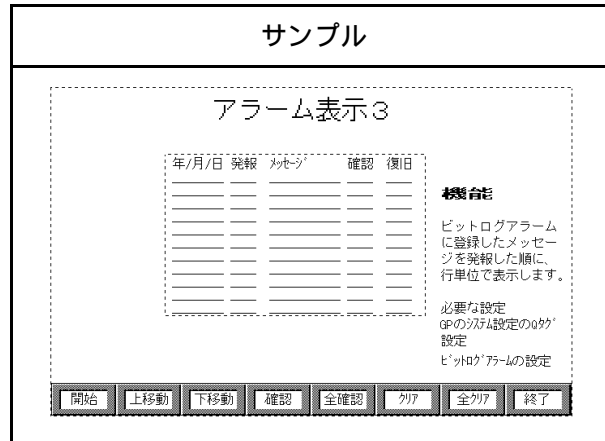 サンプル
アラーム表示3
年/月/日 発報 メッセージ 確認 復旧
機能
ビットログアラーム
に登録したメッセー
ジを発報した順に、
行単位で表示します。
必要な設定
GPのシステム設定のQタグ
設定
ビットログアラームの設定
開始 上移動 下移動 確認 全確認 クリア 全クリア 終了